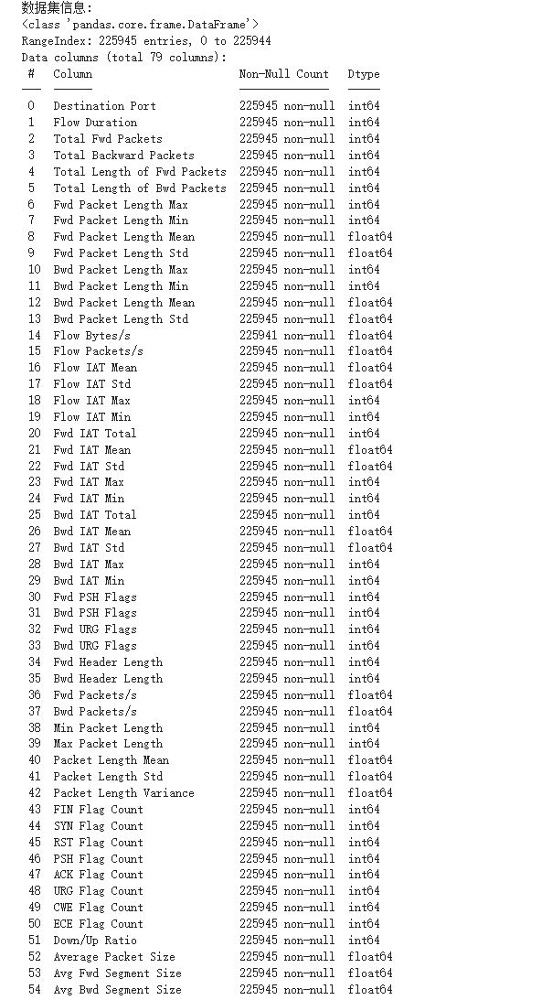 数据集信息:
<class 'pandas.core.frame.DataFrame'>
RangeIndex: 225945 entries, 0 to 225944
Data columns (total 79 columns):
 #   Column                       Non-Null Count   Dtype
---  ------                       --------------   -----
 0   Destination Port             225945 non-null  int64
 1   Flow Duration                225945 non-null  int64
 2   Total Fwd Packets            225945 non-null  int64
 3   Total Backward Packets       225945 non-null  int64
 4   Total Length of Fwd Packets  225945 non-null  int64
 5   Total Length of Bwd Packets  225945 non-null  int64
 6   Fwd Packet Length Max        225945 non-null  int64
 7   Fwd Packet Length Min        225945 non-null  int64
 8   Fwd Packet Length Mean       225945 non-null  float64
 9   Fwd Packet Length Std        225945 non-null  float64
 10  Bwd Packet Length Max        225945 non-null  int64
 11  Bwd Packet Length Min        225945 non-null  int64
 12  Bwd Packet Length Mean       225945 non-null  float64
 13  Bwd Packet Length Std        225945 non-null  float64
 14  Flow Bytes/s                 225941 non-null  float64
 15  Flow Packets/s               225945 non-null  float64
 16  Flow IAT Mean                225945 non-null  float64
 17  Flow IAT Std                 225945 non-null  float64
 18  Flow IAT Max                 225945 non-null  int64
 19  Flow IAT Min                 225945 non-null  int64
 20  Fwd IAT Total                225945 non-null  int64
 21  Fwd IAT Mean                 225945 non-null  float64
 22  Fwd IAT Std                  225945 non-null  float64
 23  Fwd IAT Max                  225945 non-null  int64
 24  Fwd IAT Min                  225945 non-null  int64
 25  Bwd IAT Total                225945 non-null  int64
 26  Bwd IAT Mean                 225945 non-null  float64
 27  Bwd IAT Std                  225945 non-null  float64
 28  Bwd IAT Max                  225945 non-null  int64
 29  Bwd IAT Min                  225945 non-null  int64
 30  Fwd PSH Flags                225945 non-null  int64
 31  Bwd PSH Flags                225945 non-null  int64
 32  Fwd URG Flags                225945 non-null  int64
 33  Bwd URG Flags                225945 non-null  int64
 34  Fwd Header Length            225945 non-null  int64
 35  Bwd Header Length            225945 non-null  int64
 36  Fwd Packets/s                225945 non-null  float64
 37  Bwd Packets/s                225945 non-null  float64
 38  Min Packet Length            225945 non-null  int64
 39  Max Packet Length            225945 non-null  int64
 40  Packet Length Mean           225945 non-null  float64
 41  Packet Length Std            225945 non-null  float64
 42  Packet Length Variance       225945 non-null  float64
 43  FIN Flag Count               225945 non-null  int64
 44  SYN Flag Count               225945 non-null  int64
 45  RST Flag Count               225945 non-null  int64
 46  PSH Flag Count               225945 non-null  int64
 47  ACK Flag Count               225945 non-null  int64
 48  URG Flag Count               225945 non-null  int64
 49  CWE Flag Count               225945 non-null  int64
 50  ECE Flag Count               225945 non-null  int64
 51  Down/Up Ratio                225945 non-null  int64
 52  Average Packet Size          225945 non-null  float64
 53  Avg Fwd Segment Size         225945 non-null  float64
 54  Avg Bwd Segment Size         225945 non-null  float64